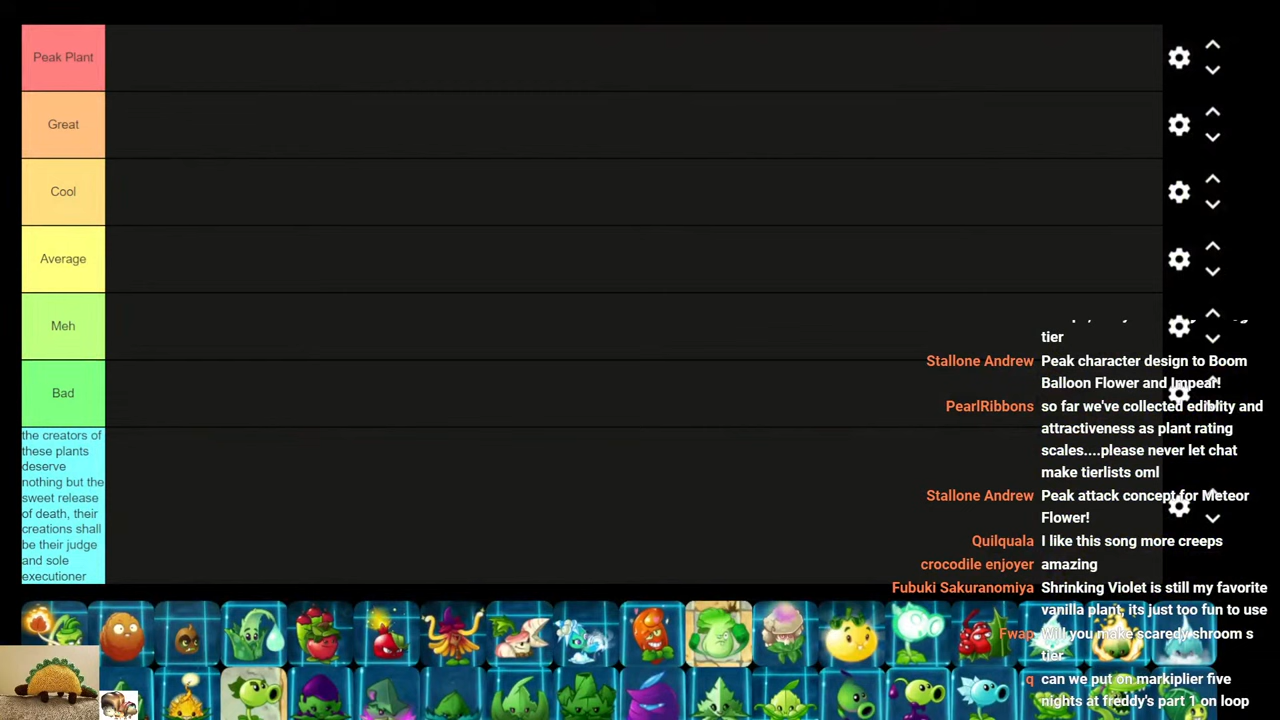 Peak Plant
Great
Cool
Average
Meh
Bad
the creators of
these plants
deserve
nothing but the
sweet release
of death, their
creations shall
be their judge
and sole
executioner
tier
Stallone Andrew Peak character design to Boom
Balloon Flower and Impear!
PearlRibbons so far we've collected ediblity and
attractiveness as plant rating
scales....please never let chat
make tierlists oml
Stallone Andrew Peak attack concept for Meteor
Flower!
Quilquala I like this song more creeps
crocodile enjoyer amazing
Fubuki Sakuranomiya Shrinking Violet is still my favorite
vanilla plant, its just too fun to use
Fwap Will you make scaredy shroom s
tier
q can we put on markiplier five
nights at freddy's part 1 on loop